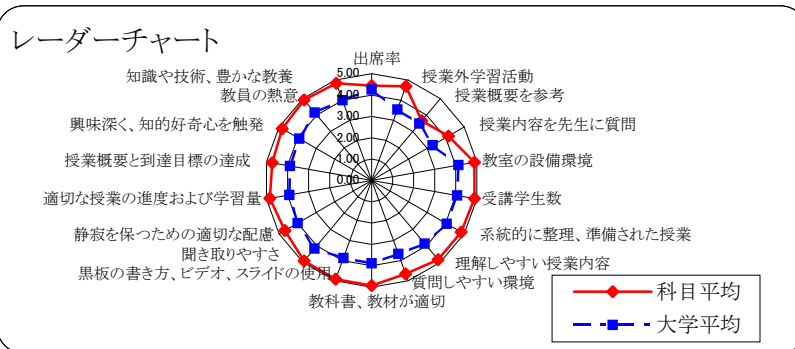 レーダーチャート
出席率
授業外学習活動
授業概要を参考
授業内容を先生に質問
教室の設備環境
受講学生数
系統的に整理、準備された授業
理解しやすい授業内容
質問しやすい環境
教科書、教材が適切
黒板の書き方、ビデオ、スライドの使用
聞き取りやすさ
静寂を保つための適切な配慮
適切な授業の進度および学習量
授業概要と到達目標の達成
興味深く、知的好奇心を触発
教員の熱意
知識や技術、豊かな教養
5.00
4.00
3.00
2.00
1.00
0.00
科目平均
大学平均